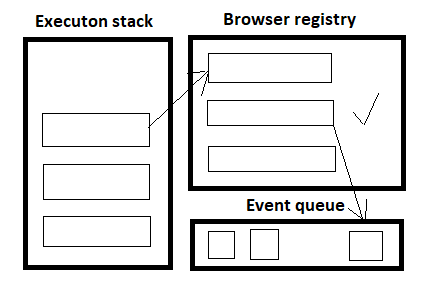 Executon stack
Browser registry
Event queue